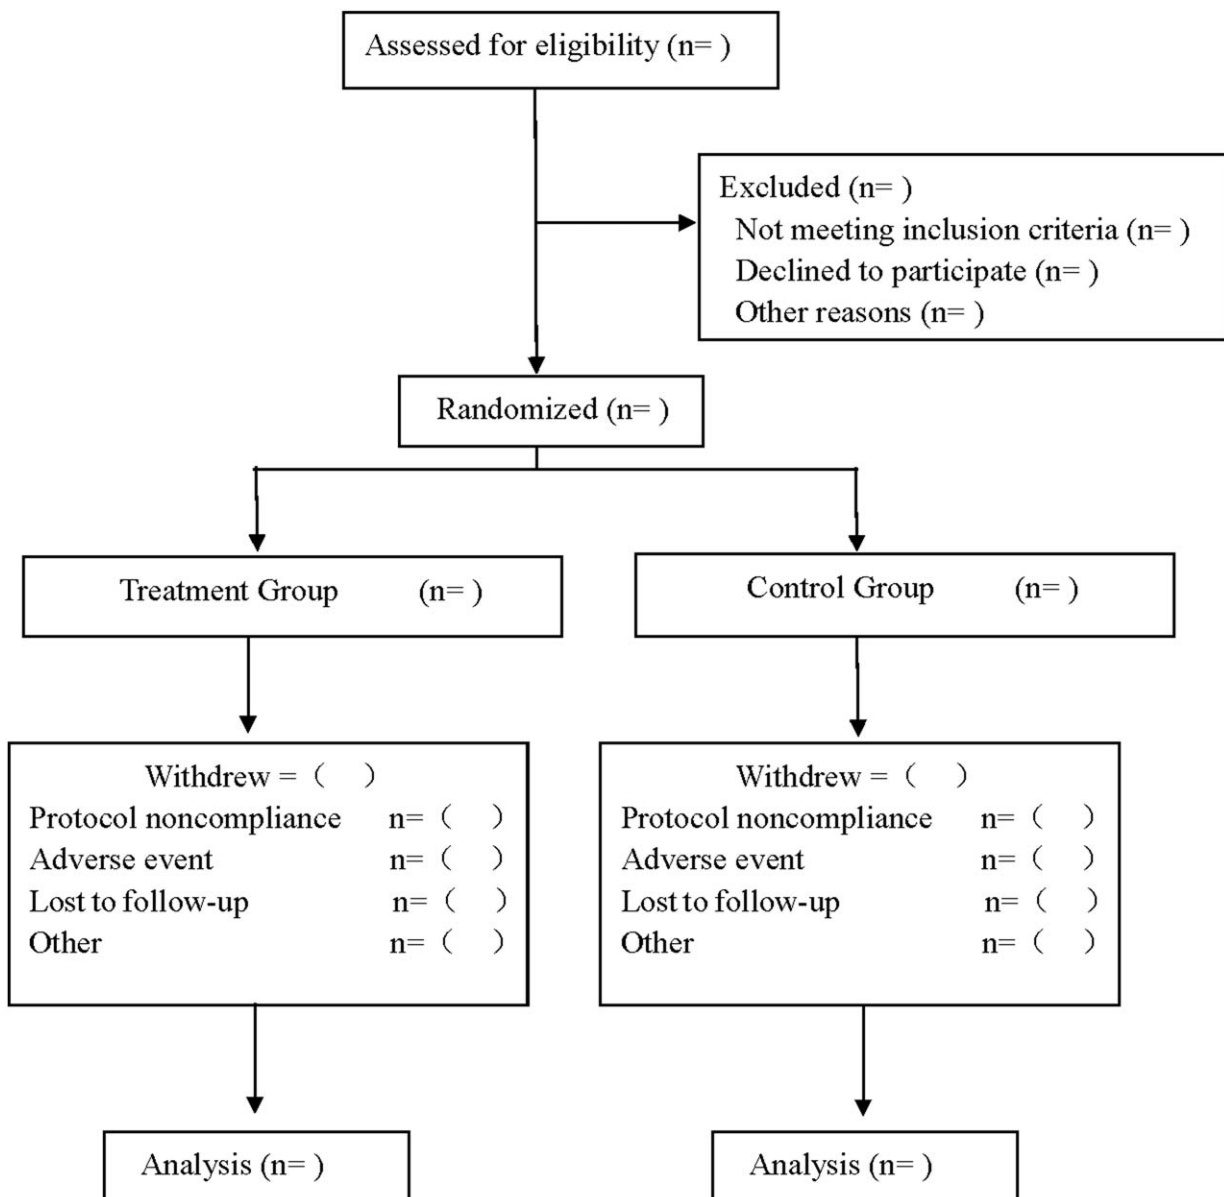 Assessed for eligibility (n= )
Excluded (n= )
Not meeting inclusion criteria (n= )
Declined to participate (n= )
Other reasons (n= )
Randomized (n= )
Treatment Group (n= )
Control Group (n= )
Withdrew = （ ）
Protocol noncompliance n= （ ）
Adverse event n= （ ）
Lost to follow-up n= （ ）
Other n= （ ）
Withdrew = （ ）
Protocol noncompliance n= （ ）
Adverse event n= （ ）
Lost to follow-up n= （ ）
Other n= （ ）
Analysis (n= )
Analysis (n= )